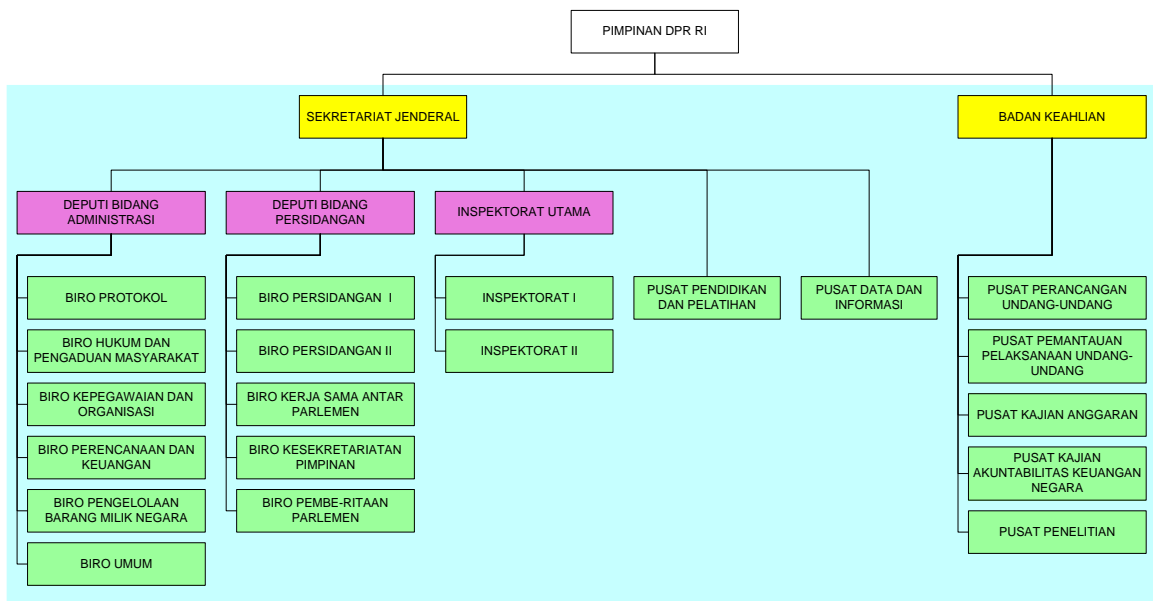 PIMPINAN DPR RI
SEKRETARIAT JENDERAL
BADAN KEAHLIAN
DEPUTI BIDANG
ADMINISTRASI
DEPUTI BIDANG
PERSIDANGAN
INSPEKTORAT UTAMA
BIRO PROTOKOL
BIRO HUKUM DAN
PENGADUAN MASYARAKAT
BIRO KEPEGAWAIAN DAN
ORGANISASI
BIRO PERENCANAAN DAN
KEUANGAN
BIRO PENGELOLAAN
BARANG MILIK NEGARA
BIRO UMUM
BIRO PERSIDANGAN I
BIRO PERSIDANGAN II
BIRO KERJA SAMA ANTAR
PARLEMEN
BIRO KESEKRETARIATAN
PIMPINAN
BIRO PEMBE-RITAAN
PARLEMEN
INSPEKTORAT I
INSPEKTORAT II
PUSAT PENDIDIKAN
DAN PELATIHAN
PUSAT DATA DAN
INFORMASI
PUSAT PERANCANGAN
UNDANG-UNDANG
PUSAT PEMANTAUAN
PELAKSANAAN UNDANG-
UNDANG
PUSAT KAJIAN ANGGARAN
PUSAT KAJIAN
AKUNTABILITAS KEUANGAN
NEGARA
PUSAT PENELITIAN